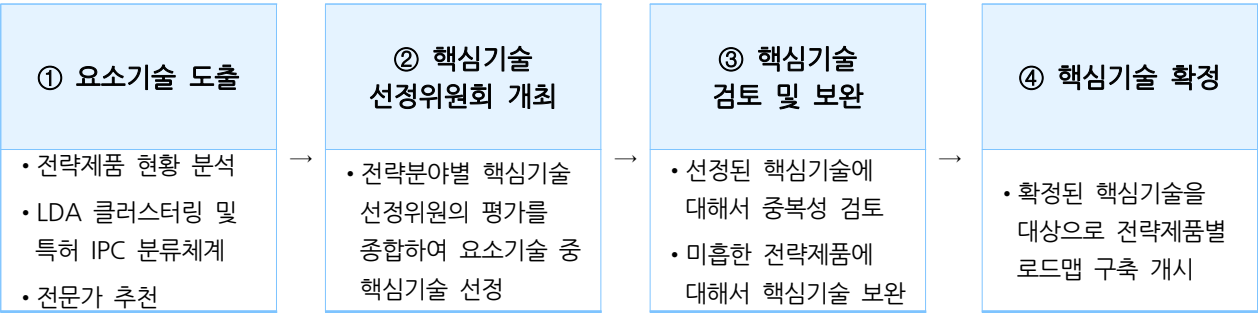 ① 요소기술 도출
• 전략제품 현황 분석
• LDA 클러스터링 및
특허 IPC 분류체계
• 전문가 추천
→
② 핵심기술
선정위원회 개최
• 전략분야별 핵심기술
선정위원의 평가를
종합하여 요소기술 중
핵심기술 선정
→
③ 핵심기술
검토 및 보완
• 선정된 핵심기술에
대해서 중복성 검토
• 미흡한 전략제품에
대해서 핵심기술 보완
→
④ 핵심기술 확정
• 확정된 핵심기술을
대상으로 전략제품별
로드맵 구축 개시